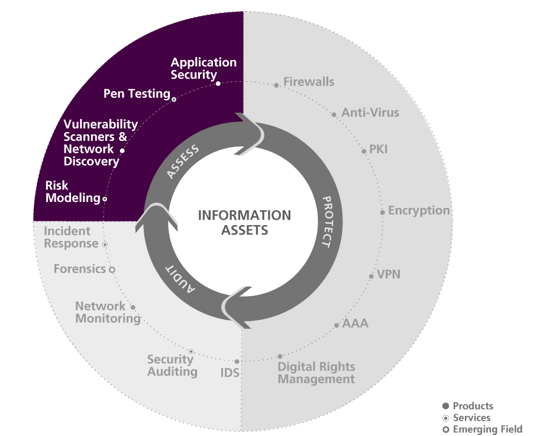 Application
Security
Pen Testing
Vulnerability
Scanners &
Network
Discovery
Risk
Modeling
Firewalls
Anti-Virus
PKI
Encryption
VPN
AAA
Digital Rights
Management
IDS
Security
Auditing
Network
Monitoring
Forensics
Incident
Response
ASSESS
PROTECT
AUDIT
INFORMATION
ASSETS
Products
Services
Emerging Field